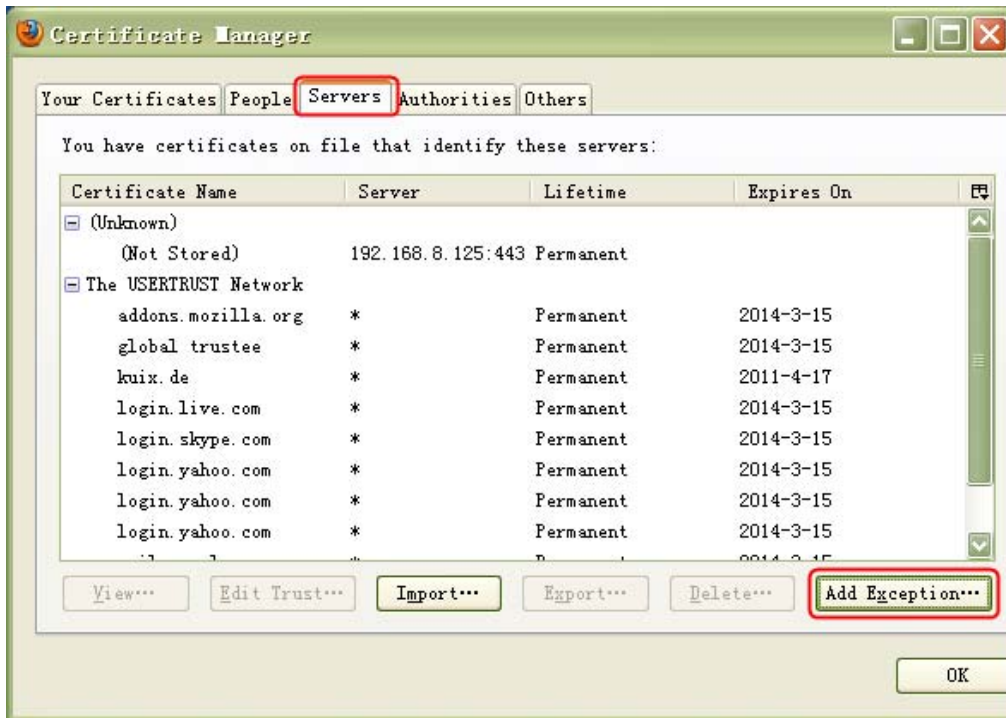 Certificate Manager
Your Certificates People Servers Authorities Others
You have certificates on file that identify these servers:
Certificate Name Server Lifetime Expires On
(Unknown)
(Not Stored) 192.168.8.125:443 Permanent
The USERTRUST Network
addons.mozilla.org * Permanent 2014-3-15
global trustee * Permanent 2014-3-15
kuix.de * Permanent 2011-4-17
login.live.com * Permanent 2014-3-15
login.skype.com * Permanent 2014-3-15
login.yahoo.com * Permanent 2014-3-15
login.yahoo.com * Permanent 2014-3-15
login.yahoo.com * Permanent 2014-3-15
View… Edit Trust… Import… Export… Delete… Add Exception…
OK